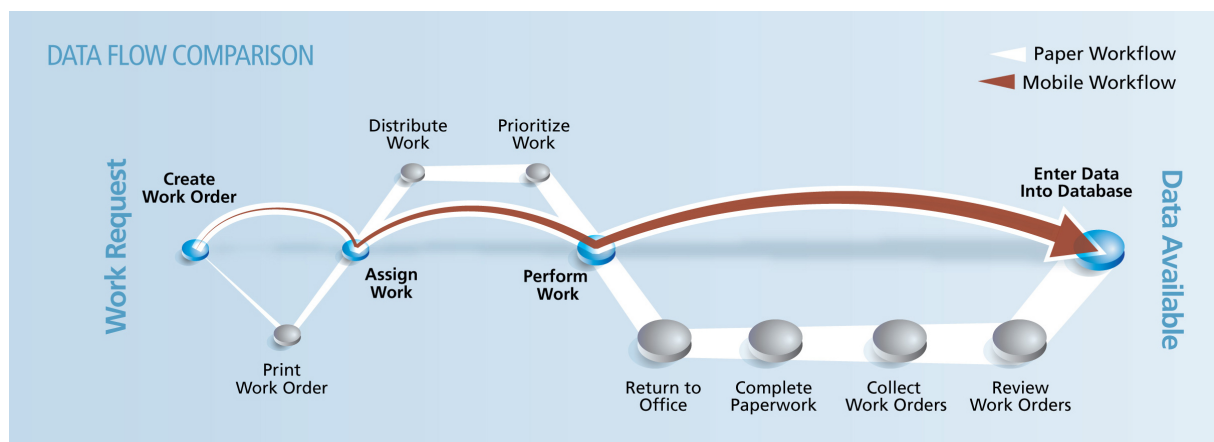 DATA FLOW COMPARISON
Paper Workflow
Mobile Workflow
Work Request
Create
Work Order
Print
Work Order
Assign
Work
Distribute
Work
Prioritize
Work
Perform
Work
Return to
Office
Complete
Paperwork
Collect
Work Orders
Review
Work Orders
Enter Data
Into Database
Data Available